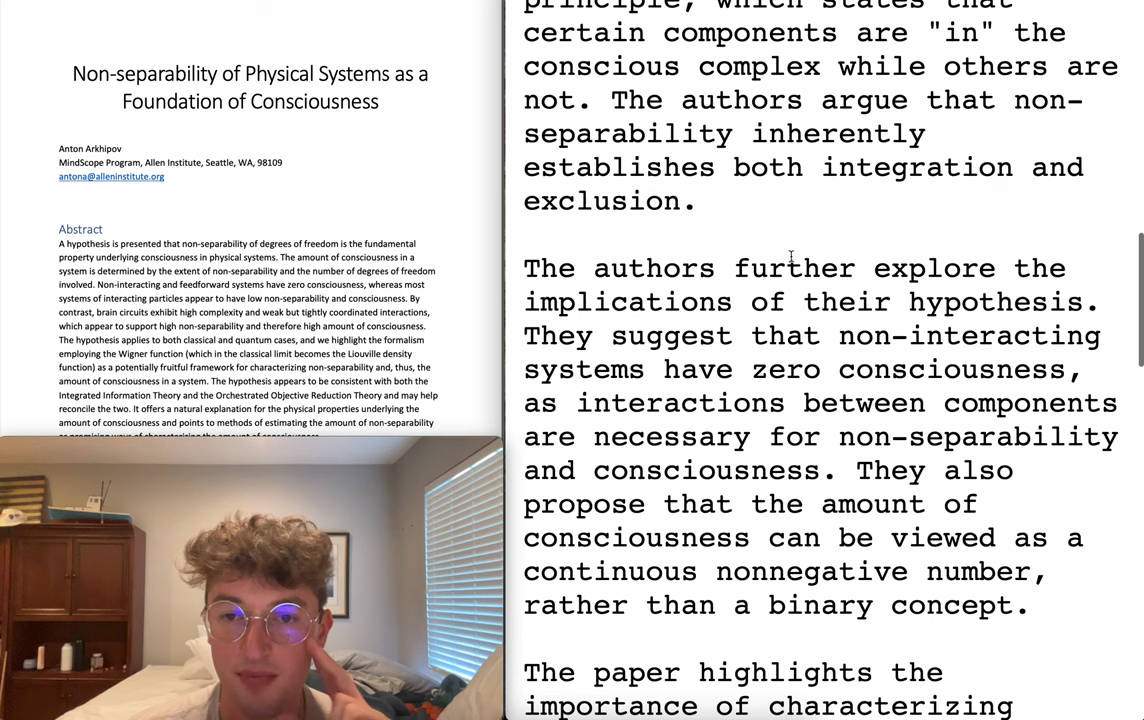 Non-separability of Physical Systems as a
Foundation of Consciousness
Anton Arkhipov
MindScope Program, Allen Institute, Seattle, WA, 98109
antona@alleninstitute.org
Abstract
A hypothesis is presented that non-separability of degrees of freedom is the fundamental
property underlying consciousness in physical systems. The amount of consciousness in a
system is determined by the extent of non-separability and the number of degrees of freedom
involved. Non-interacting and feedforward systems have zero consciousness, whereas most
systems of interacting particles appear to have low non-separability and consciousness. By
contrast, brain circuits exhibit high complexity and weak but tightly coordinated interactions,
which appear to support high non-separability and therefore high amount of consciousness.
The hypothesis applies to both classical and quantum cases, and we highlight the formalism
employing the Wigner function (which in the classical limit becomes the Liouville density
function) as a potentially fruitful framework for characterizing non-separability and, thus, the
amount of consciousness in a system. The hypothesis appears to be consistent with both the
Integrated Information Theory and the Orchestrated Objective Reduction Theory and may help
reconcile the two. It offers a natural explanation for the physical properties underlying the
amount of consciousness and points to methods of estimating the amount of non-separability
as promising ways of characterizing the amount of consciousness.
principle, which states that
certain components are "in" the
conscious complex while others are
not. The authors argue that non-
separability inherently
establishes both integration and
exclusion.
The authors further explore the
implications of their hypothesis.
They suggest that non-interacting
systems have zero consciousness,
as interactions between components
are necessary for non-separability
and consciousness. They also
propose that the amount of
consciousness can be viewed as a
continuous nonnegative number,
rather than a binary concept.
The paper highlights the
importance of characterizing